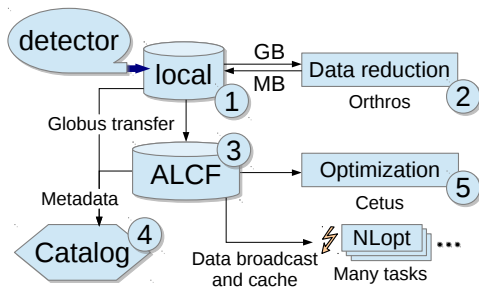 detector
GB
local
MB
Data reduction
1
Orthros
2
Globus transfer
3
ALCF
Optimization
5
Metadata
Cetus
4
Catalog
NLopt
...
Data broadcast
and cache
Many tasks